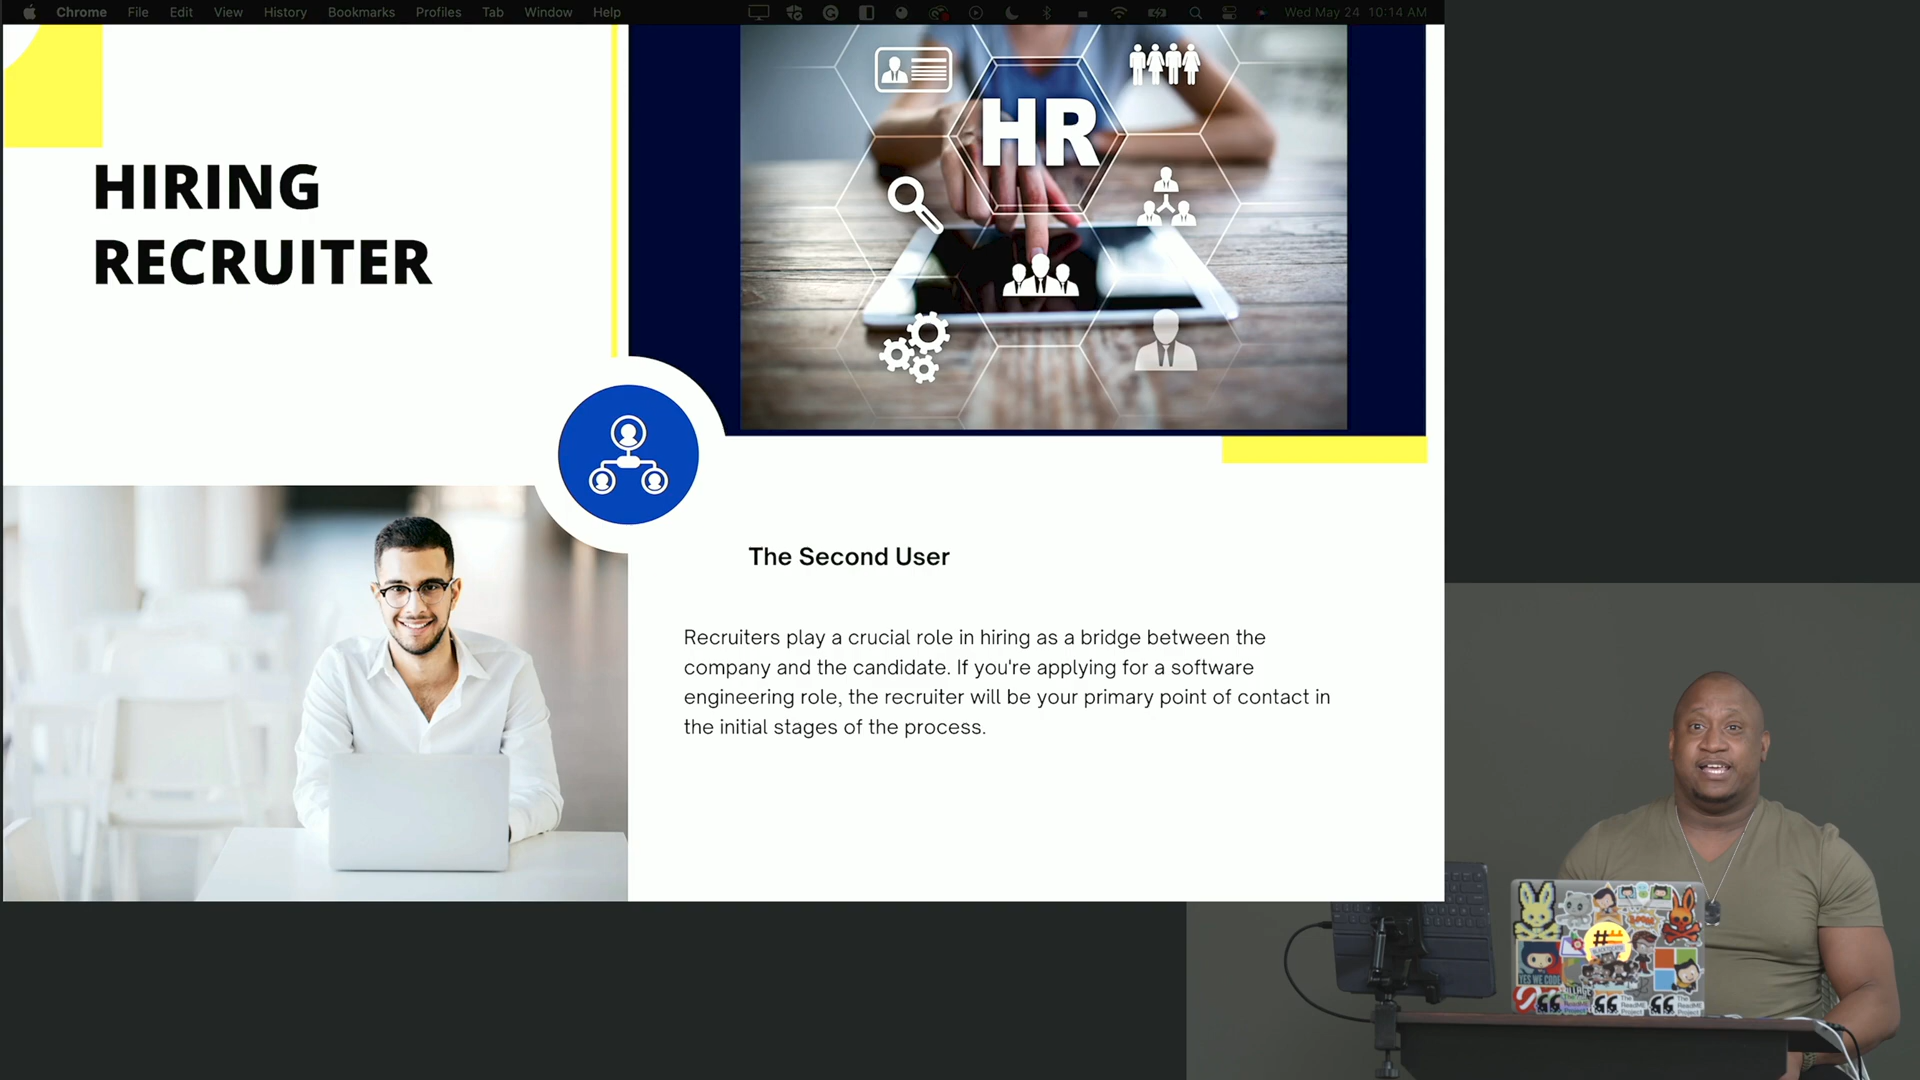 Chrome File Edit View History Bookmarks Profiles Tab Window Help Wed May 24 10:14 AM
HIRING
RECRUITER
HR
The Second User
Recruiters play a crucial role in hiring as a bridge between the
company and the candidate. If you're applying for a software
engineering role, the recruiter will be your primary point of contact in
the initial stages of the process.
YES WE CODE